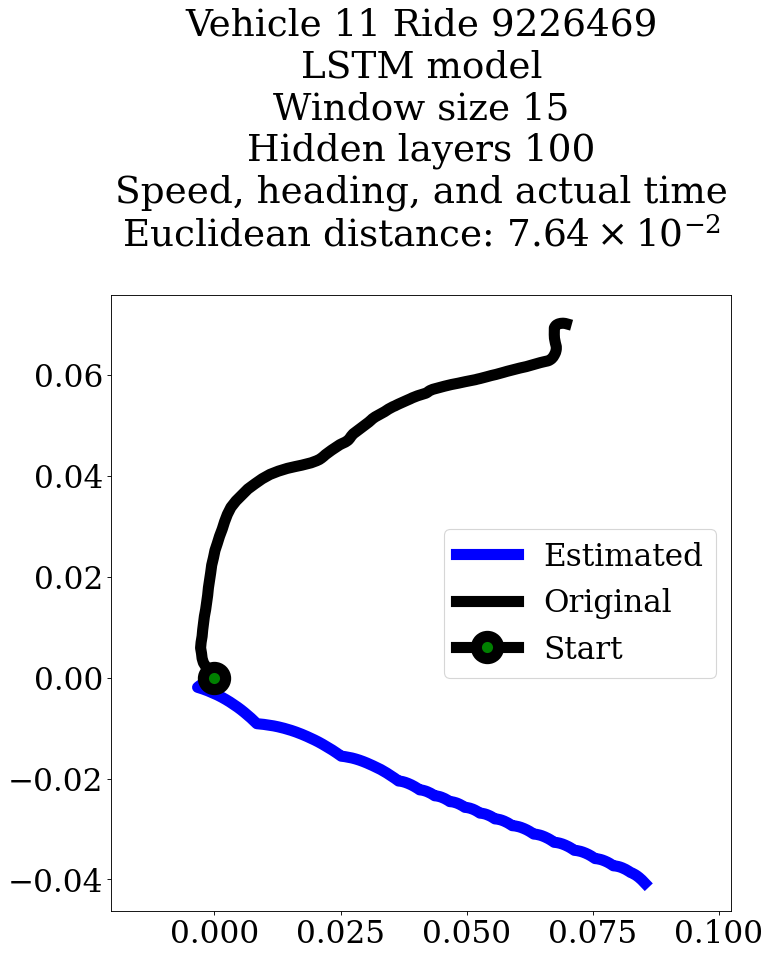 Vehicle 11 Ride 9226469
LSTM model
Window size 15
Hidden layers 100
Speed, heading, and actual time
Euclidean distance: 7.64 × 10⁻²
0.06
0.04
0.02
0.00
−0.02
−0.04
Estimated
Original
Start
0.000 0.025 0.050 0.075 0.100